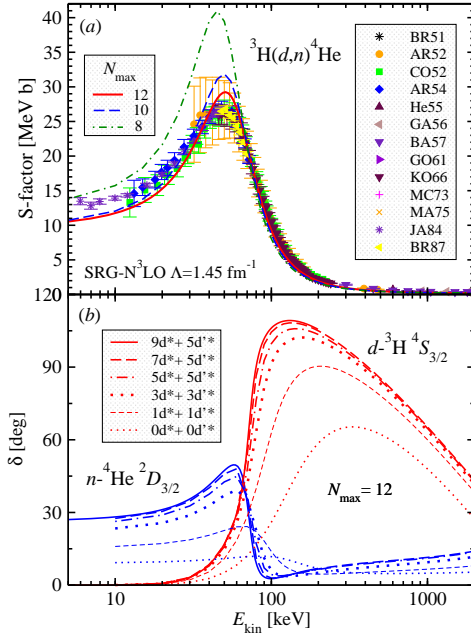 (a)
³H(d,n)⁴He
S-factor [MeV b]
40
35
30
25
20
15
10
5
N_max
12
10
8
BR51
AR52
CO52
AR54
He55
GA56
BA57
GO61
KO66
MC73
MA75
JA84
BR87
SRG-N³LO Λ=1.45 fm⁻¹
(b)
δ [deg]
120
90
60
30
0
9d*+ 5d'*
7d*+ 5d'*
5d*+ 5d'*
3d*+ 3d'*
1d*+ 1d'*
0d*+ 0d'*
d-³H ⁴S₃/₂
n-⁴He ²D₃/₂
N_max = 12
10
100
1000
E_kin [keV]